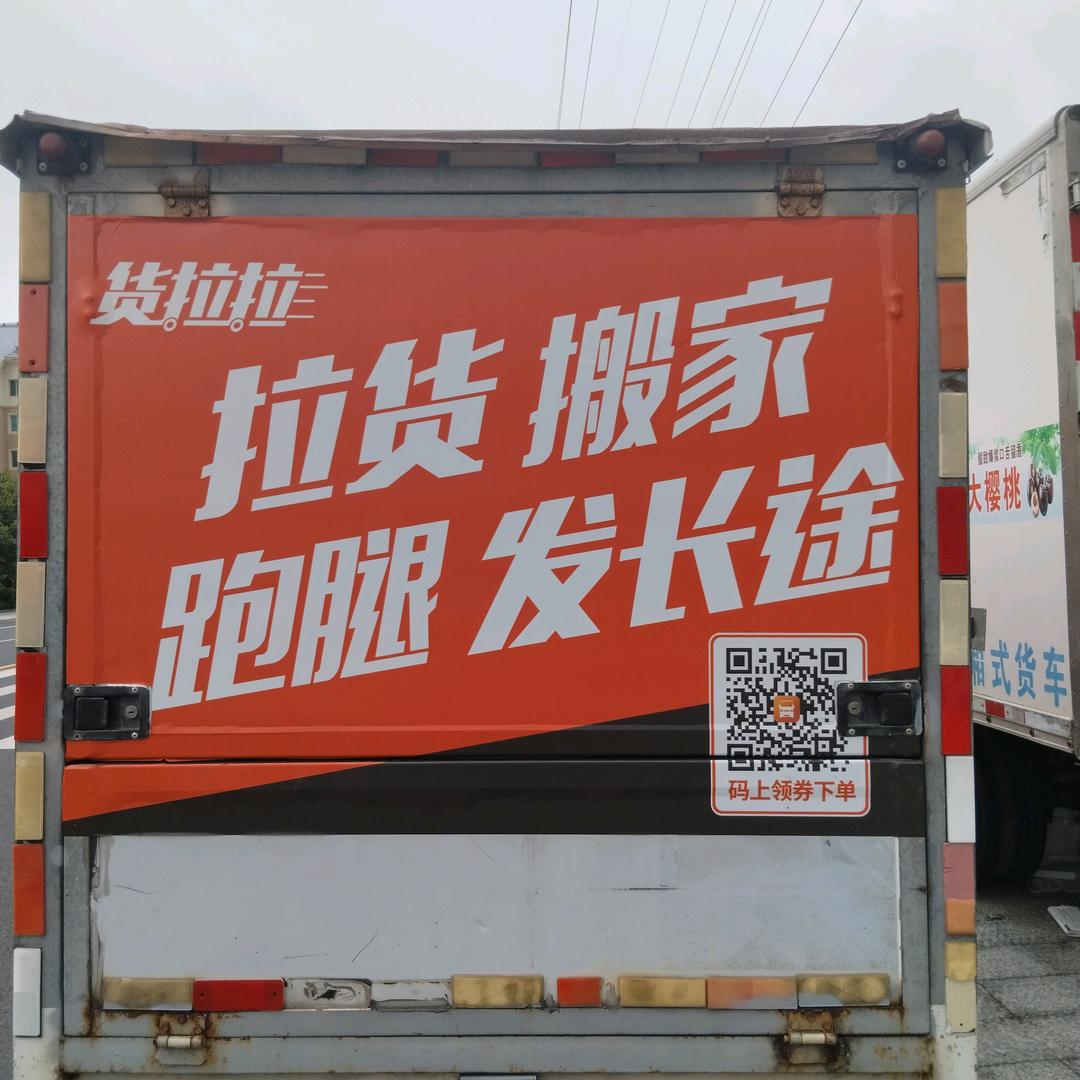 货拉拉
拉货 搬家
跑腿 发长途
码上领券下单
大樱桃
式货车